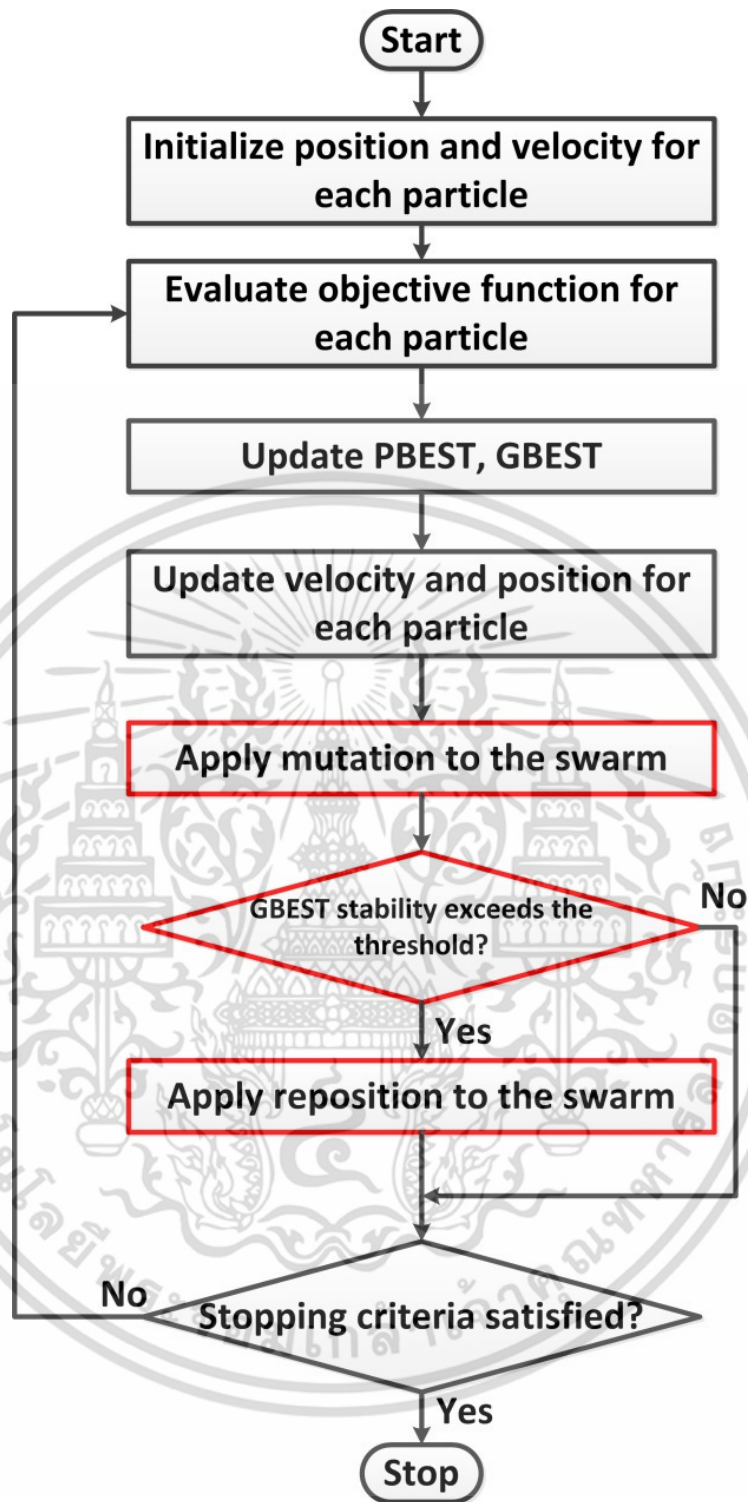 Start
Initialize position and velocity for
each particle
Evaluate objective function for
each particle
Update PBEST, GBEST
Update velocity and position for
each particle
Apply mutation to the swarm
GBEST stability exceeds the
threshold?
No
Yes
Apply reposition to the swarm
No
Stopping criteria satisfied?
Yes
Stop